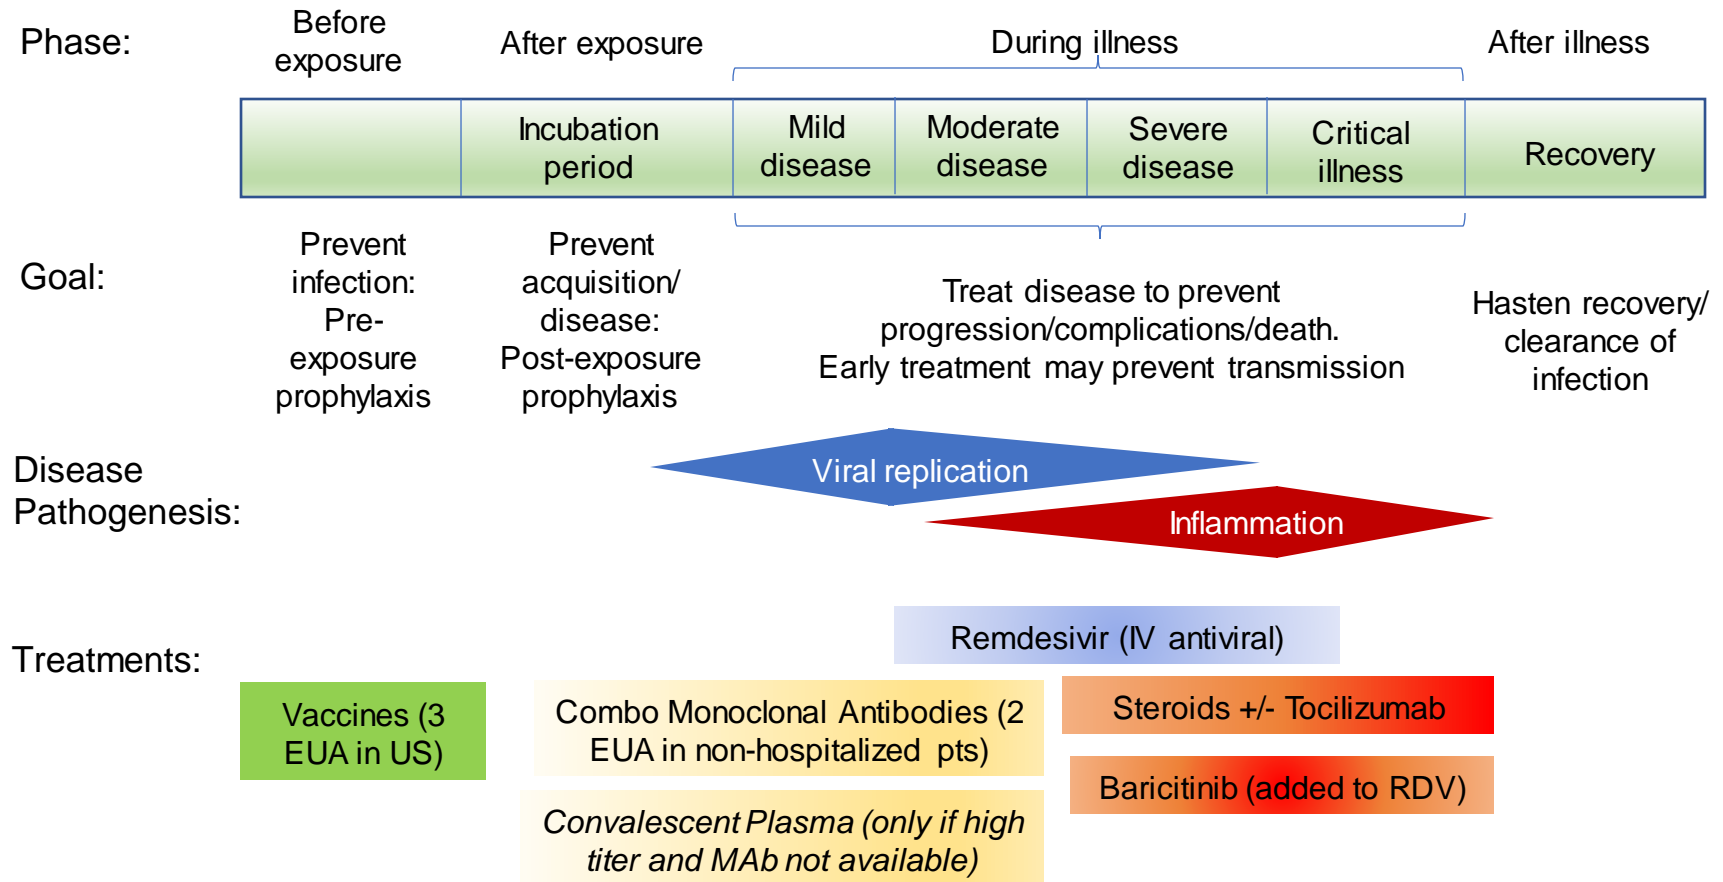 Phase:
Before
exposure
After exposure
During illness
After illness
Incubation
period
Mild
disease
Moderate
disease
Severe
disease
Critical
illness
Recovery
Goal:
Prevent
infection:
Pre-
exposure
prophylaxis
Prevent
acquisition/
disease:
Post-exposure
prophylaxis
Treat disease to prevent
progression/complications/death.
Early treatment may prevent transmission
Hasten recovery/
clearance of
infection
Disease
Pathogenesis:
Viral replication
Inflammation
Treatments:
Remdesivir (IV antiviral)
Vaccines (3
EUA in US)
Combo Monoclonal Antibodies (2
EUA in non-hospitalized pts)
Steroids +/- Tocilizumab
Baricitinib (added to RDV)
Convalescent Plasma (only if high
titer and MAb not available)